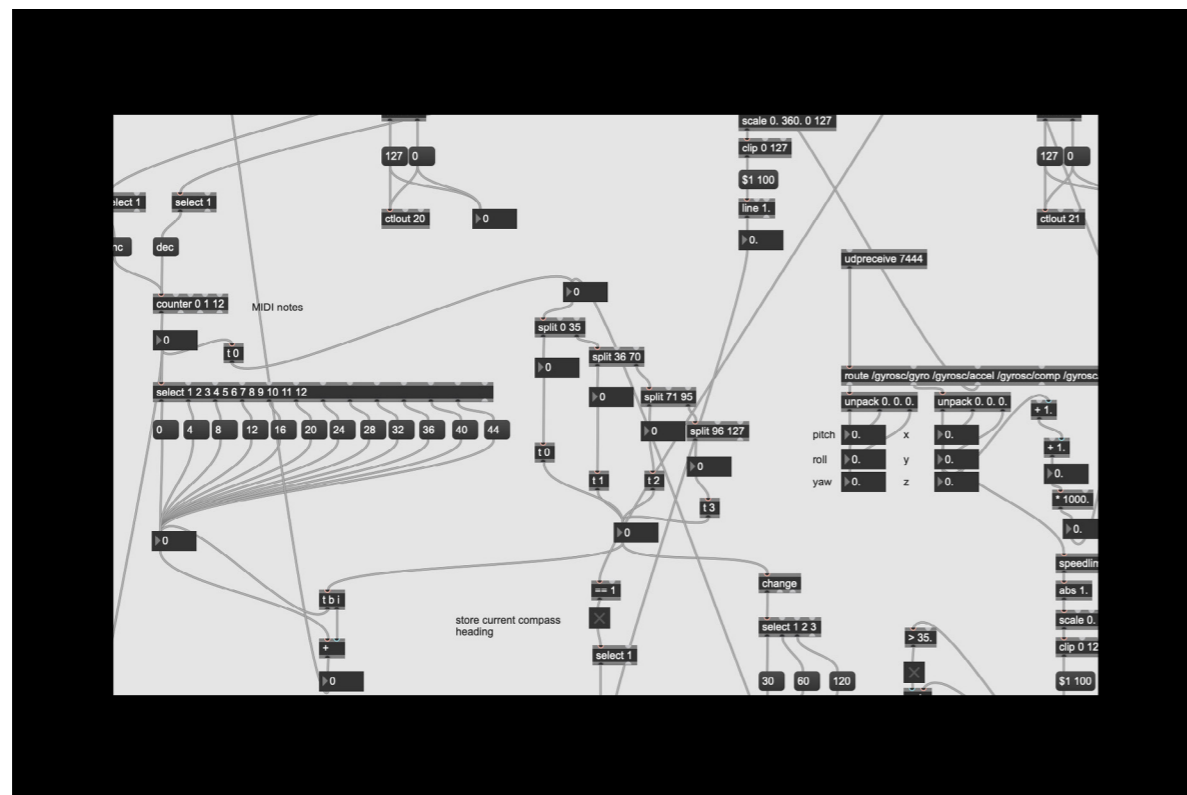 scale 0. 360. 0 127
clip 0 127
127 0
127 0
$1 100
elect 1
select 1
line 1.
ctlout 20
0
ctlout 21
nc
dec
0.
udpreceive 7444
0
counter 0 1 12
MIDI notes
split 0 35
0
t 0
split 36 70
0
route /gyrosc/gyro /gyrosc/accel /gyrosc/comp /gyrosc
select 1 2 3 4 5 6 7 8 9 10 11 12
0
split 71 95
unpack 0. 0. 0.
unpack 0. 0. 0.
+ 1.
0 4 8 12 16 20 24 28 32 36 40 44
0
split 96 127
pitch 0. x 0.
+ 1.
t 0
0
roll 0. y 0.
0.
t 1
t 2
yaw 0. z 0.
* 1000.
t 3
0
0
0.
speedlim
change
== 1
abs 1.
t b i
store current compass
heading
select 1 2 3
scale 0.
> 35.
+
select 1
clip 0 12
0
30 60 120
$1 100